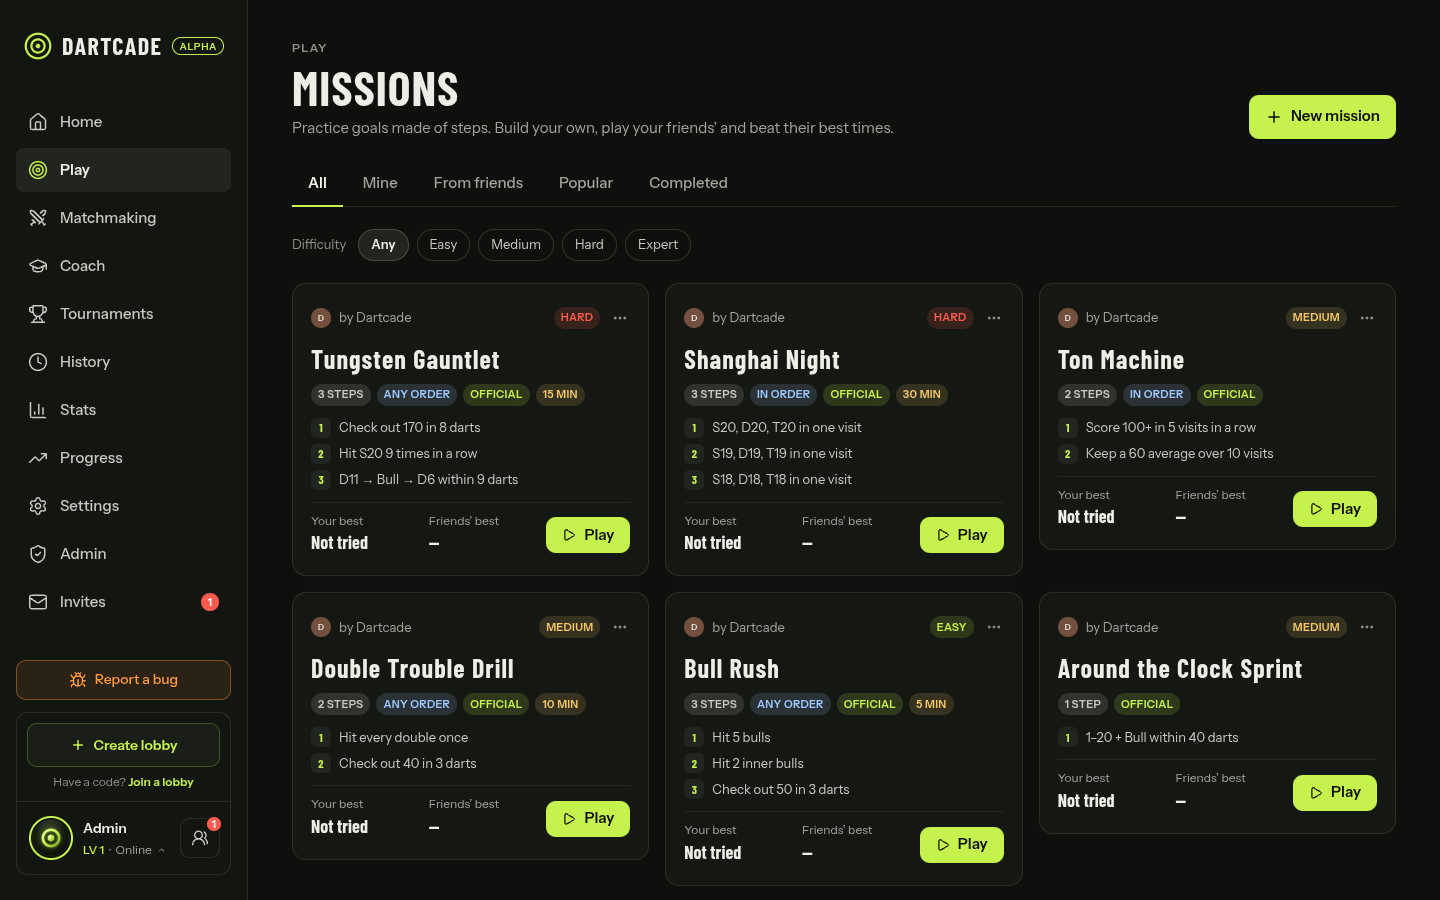 DARTCADE ALPHA
Home
Play
Matchmaking
Coach
Tournaments
History
Stats
Progress
Settings
Admin
Invites 1
Report a bug
Create lobby
Have a code? Join a lobby
Admin
LV 1 · Online
1
PLAY
MISSIONS
Practice goals made of steps. Build your own, play your friends’ and beat their best times.
New mission
All Mine From friends Popular Completed
Difficulty Any Easy Medium Hard Expert
D by Dartcade HARD
Tungsten Gauntlet
3 STEPS ANY ORDER OFFICIAL 15 MIN
1 Check out 170 in 8 darts
2 Hit S20 9 times in a row
3 D11 → Bull → D6 within 9 darts
Your best Friends’ best
Not tried –
Play
D by Dartcade HARD
Shanghai Night
3 STEPS IN ORDER OFFICIAL 30 MIN
1 S20, D20, T20 in one visit
2 S19, D19, T19 in one visit
3 S18, D18, T18 in one visit
Your best Friends’ best
Not tried –
Play
D by Dartcade MEDIUM
Ton Machine
2 STEPS IN ORDER OFFICIAL
1 Score 100+ in 5 visits in a row
2 Keep a 60 average over 10 visits
Your best Friends’ best
Not tried –
Play
D by Dartcade MEDIUM
Double Trouble Drill
2 STEPS ANY ORDER OFFICIAL 10 MIN
1 Hit every double once
2 Check out 40 in 3 darts
Your best Friends’ best
Not tried –
Play
D by Dartcade EASY
Bull Rush
3 STEPS ANY ORDER OFFICIAL 5 MIN
1 Hit 5 bulls
2 Hit 2 inner bulls
3 Check out 50 in 3 darts
Your best Friends’ best
Not tried –
Play
D by Dartcade MEDIUM
Around the Clock Sprint
1 STEP OFFICIAL
1 1–20 + Bull within 40 darts
Your best Friends’ best
Not tried –
Play